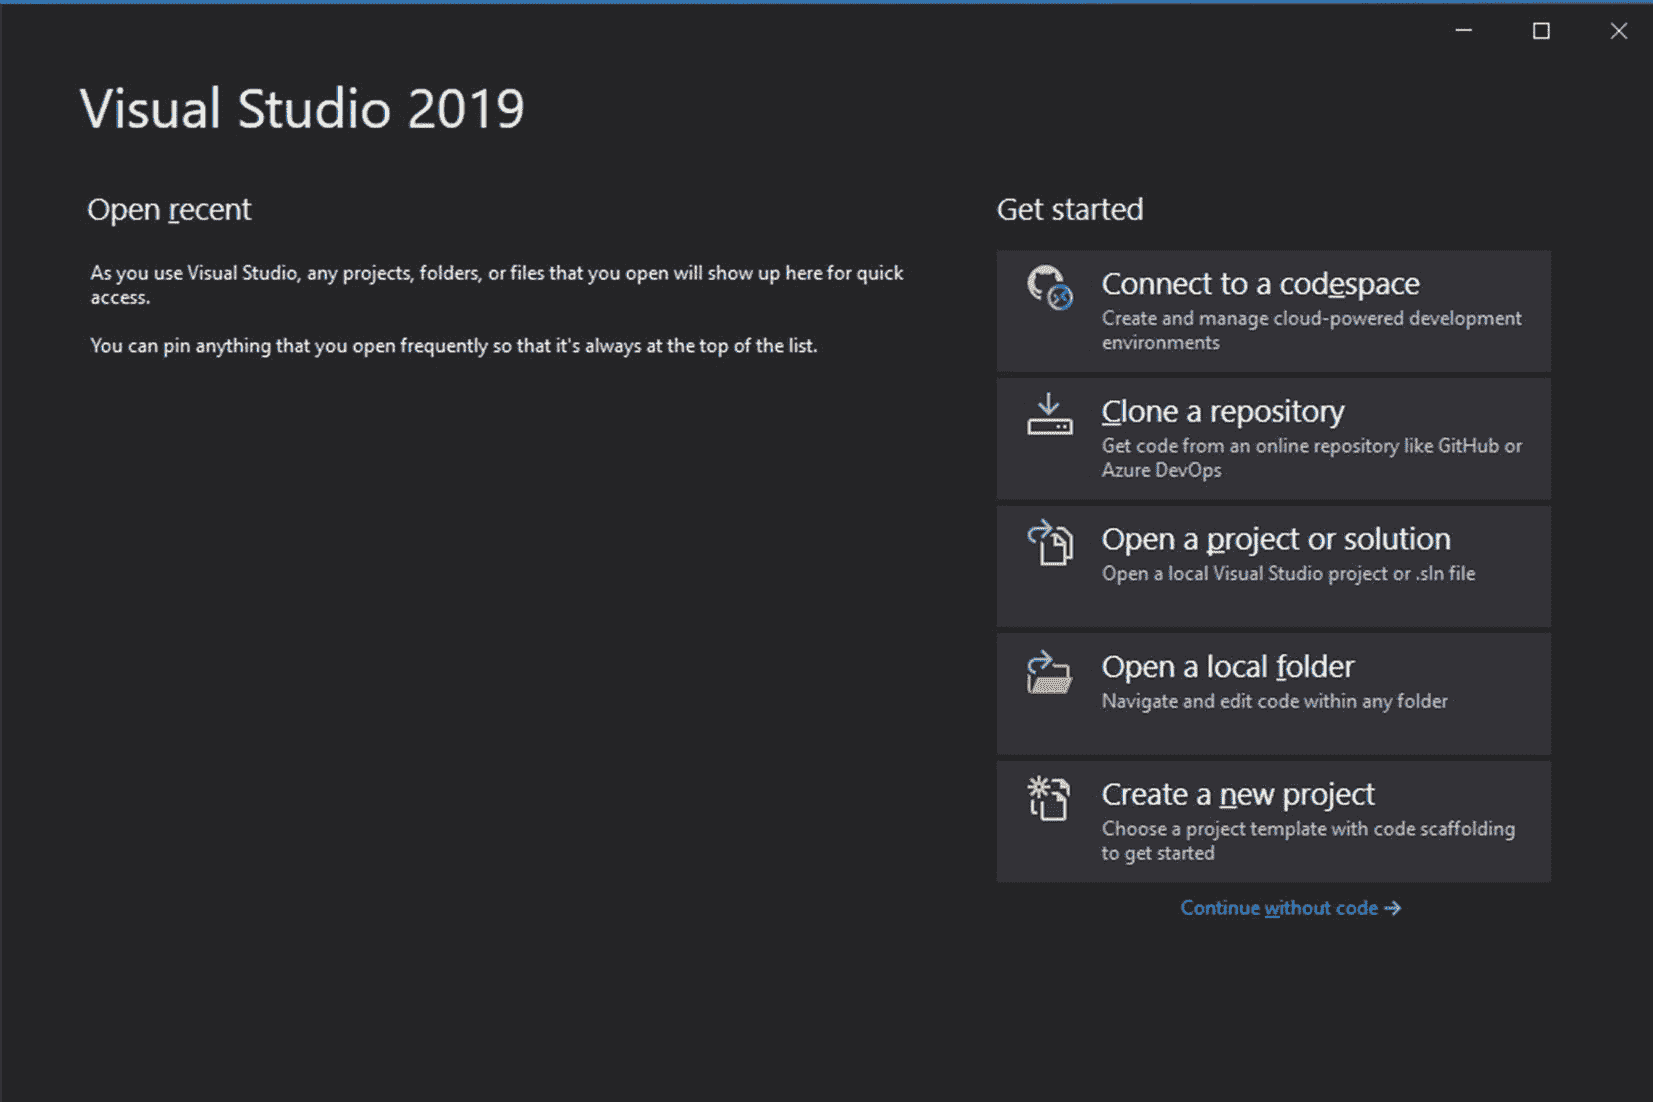 Visual Studio 2019
Open recent
As you use Visual Studio, any projects, folders, or files that you open will show up here for quick
access.
You can pin anything that you open frequently so that it's always at the top of the list.
Get started
Connect to a codespace
Create and manage cloud-powered development
environments
Clone a repository
Get code from an online repository like GitHub or
Azure DevOps
Open a project or solution
Open a local Visual Studio project or .sln file
Open a local folder
Navigate and edit code within any folder
Create a new project
Choose a project template with code scaffolding
to get started
Continue without code →